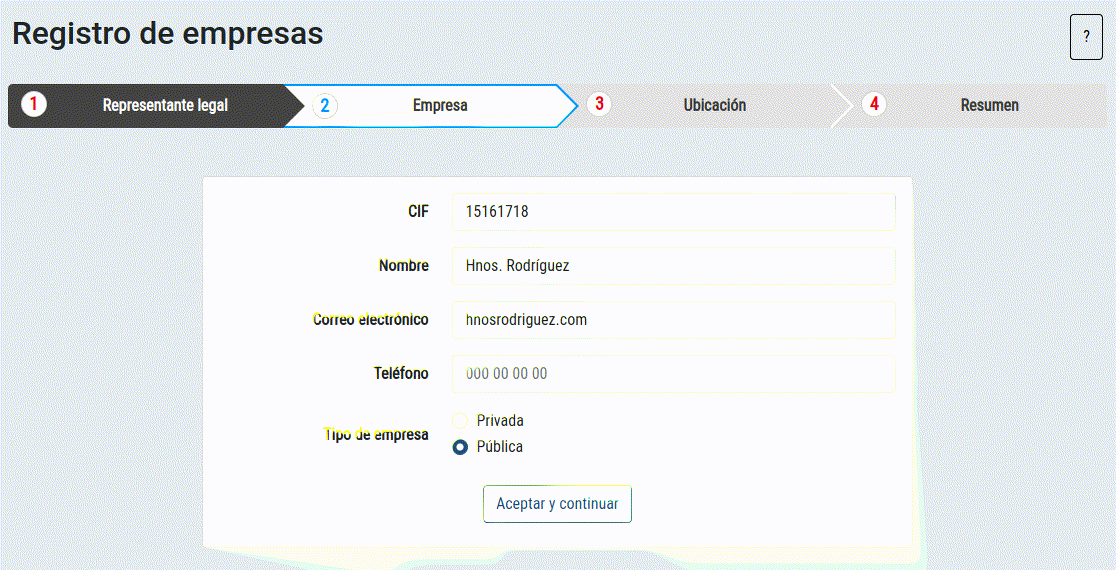 Registro de empresas
?
1 Representante legal 2 Empresa 3 Ubicación 4 Resumen
CIF 15161718
Nombre Hnos. Rodríguez
Correo electrónico hnosrodriguez.com
Teléfono 000 00 00 00
Tipo de empresa
Privada
Pública
Aceptar y continuar